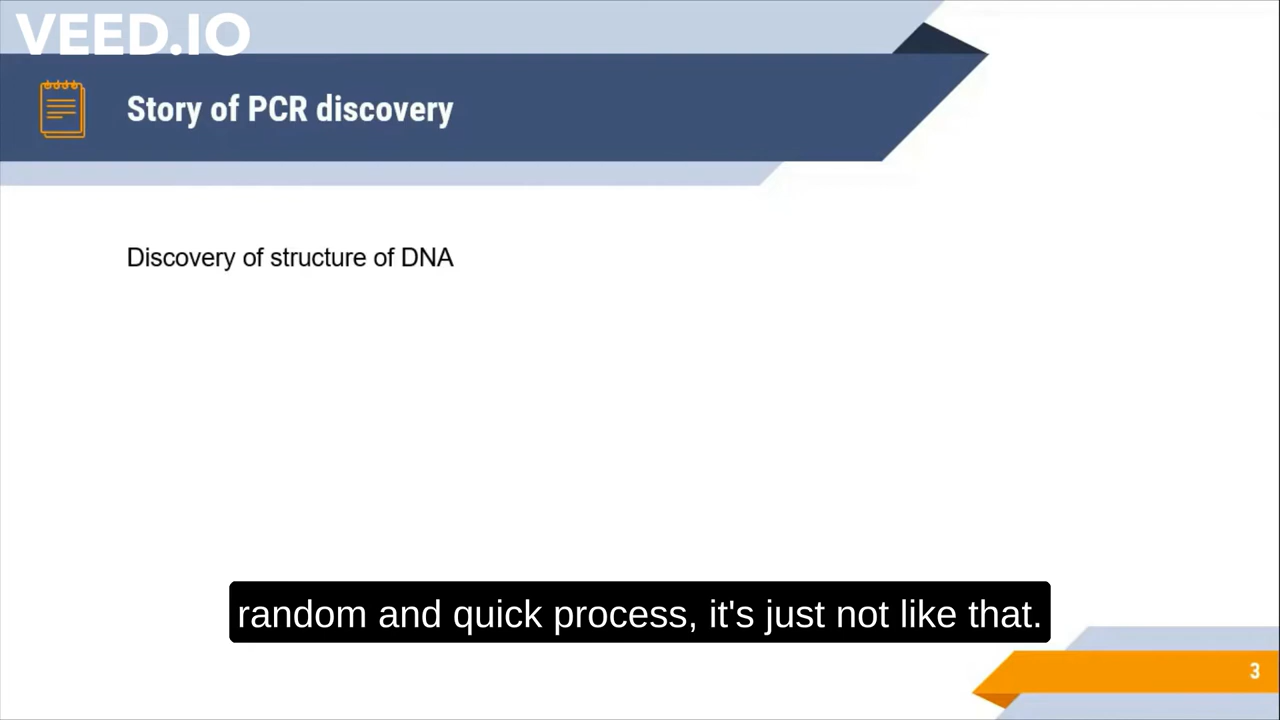 VEED.IO
Story of PCR discovery
Discovery of structure of DNA
random and quick process, it's just not like that.
3